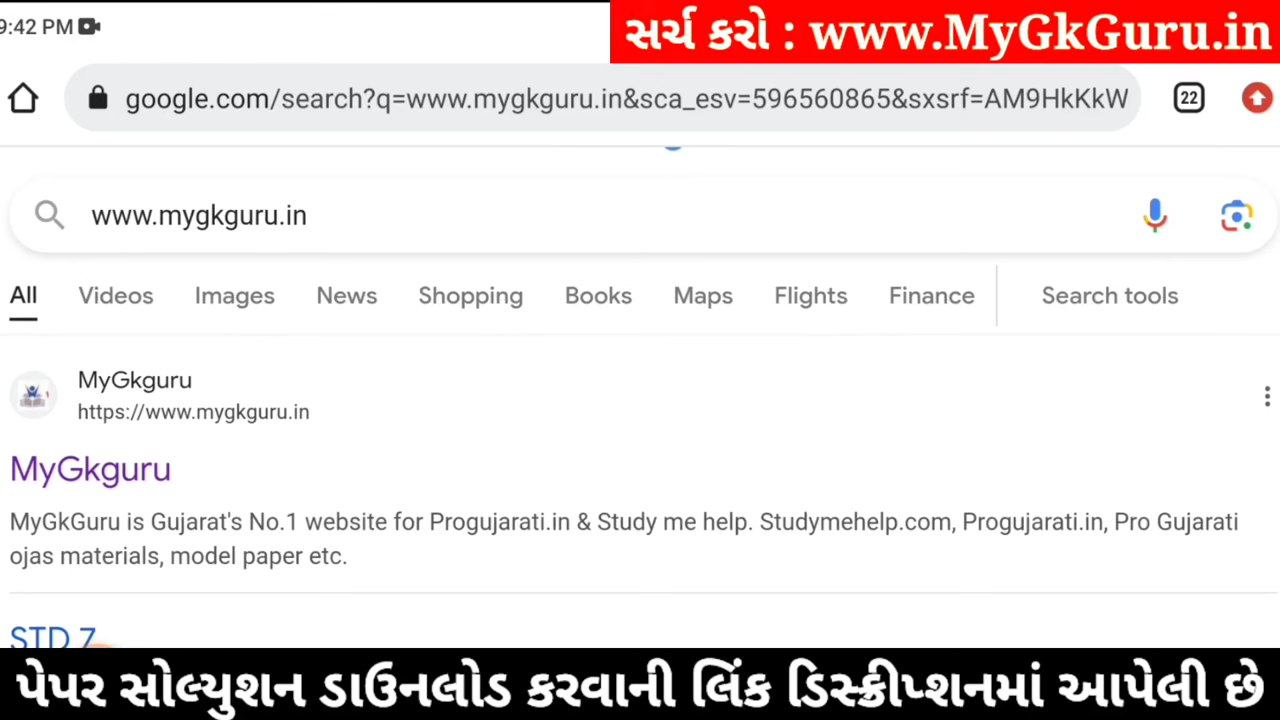 9:42 PM
સર્ચ કરો : www.MyGkGuru.in
google.com/search?q=www.mygkguru.in&sca_esv=596560865&sxsrf=AM9HkKkW
22
www.mygkguru.in
All Videos Images News Shopping Books Maps Flights Finance Search tools
MyGkguru
https://www.mygkguru.in
MyGkguru
MyGkGuru is Gujarat's No.1 website for Progujarati.in & Study me help. Studymehelp.com, Progujarati.in, Pro Gujarati
ojas materials, model paper etc.
STD 7
પેપર સોલ્યુશન ડાઉનલોડ કરવાની લિંક ડિસ્ક્રીપ્શનમાં આપેલી છે